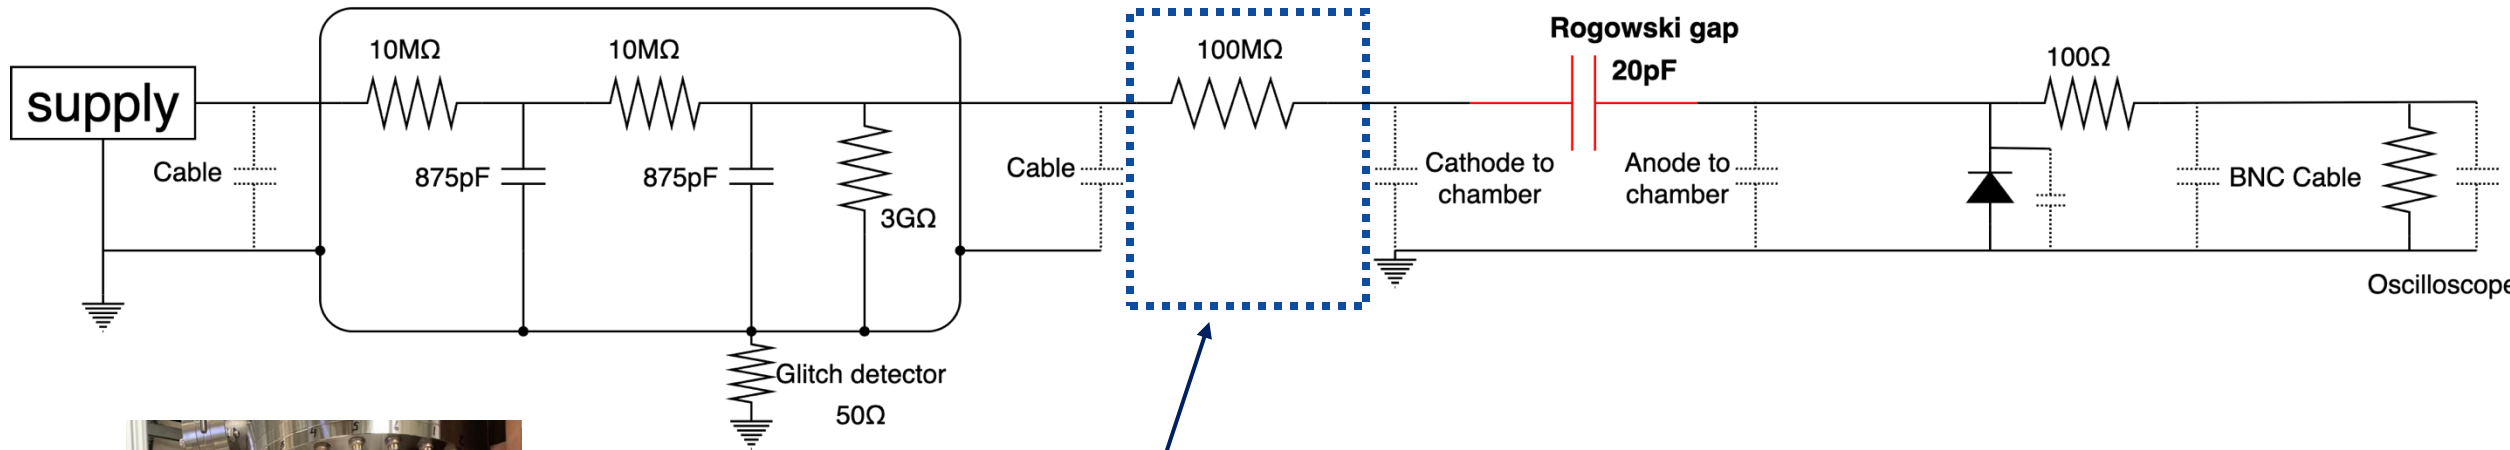 supply
Cable
10MΩ
875pF
10MΩ
875pF
3GΩ
Glitch detector
50Ω
Cable
100MΩ
Cathode to
chamber
Rogowski gap
20pF
Anode to
chamber
100Ω
BNC Cable
Oscilloscope